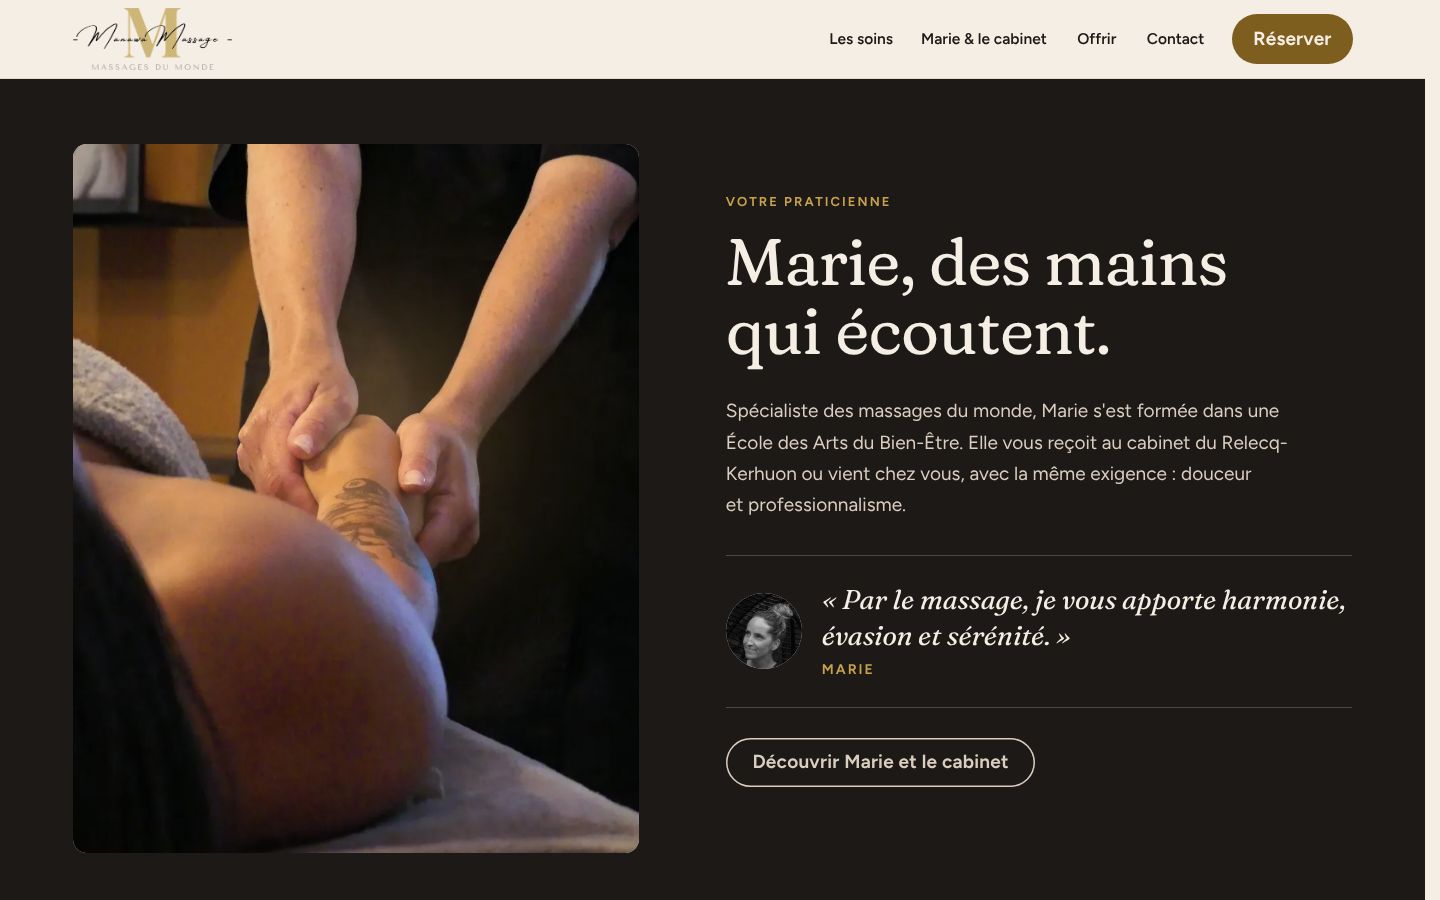 M
- Manawa Massage -
MASSAGES DU MONDE
Les soins
Marie & le cabinet
Offrir
Contact
Réserver
VOTRE PRATICIENNE
Marie, des mains
qui écoutent.
Spécialiste des massages du monde, Marie s'est formée dans une
École des Arts du Bien-Être. Elle vous reçoit au cabinet du Relecq-
Kerhuon ou vient chez vous, avec la même exigence : douceur
et professionnalisme.
« Par le massage, je vous apporte harmonie,
évasion et sérénité. »
MARIE
Découvrir Marie et le cabinet